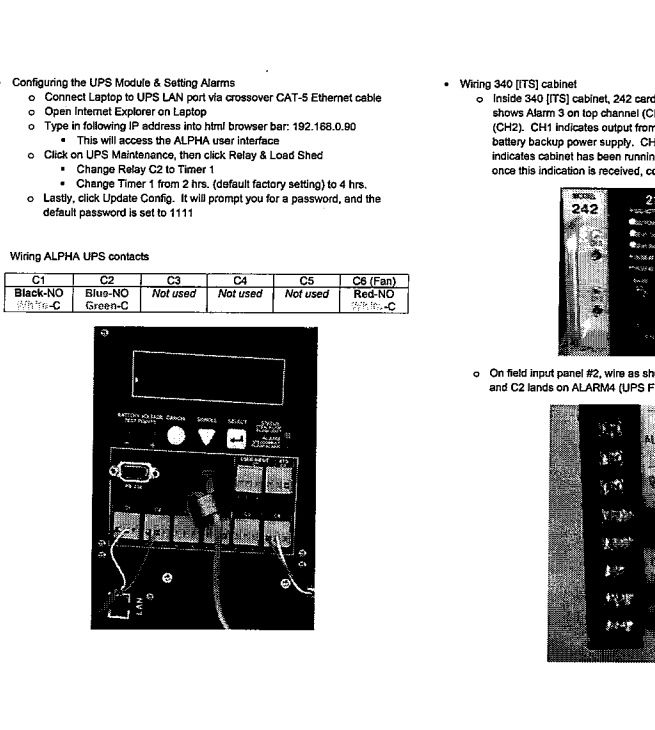 Configuring the UPS Module & Setting Alarms
o Connect Laptop to UPS LAN port via crossover CAT-5 Ethernet cable
o Open Internet Explorer on Laptop
o Type in following IP address into html browser bar: 192.168.0.90
▪ This will access the ALPHA user interface
o Click on UPS Maintenance, then click Relay & Load Shed
▪ Change Relay C2 to Timer 1
▪ Change Timer 1 from 2 hrs. (default factory setting) to 4 hrs.
o Lastly, click Update Config. It will prompt you for a password, and the
default password is set to 1111
Wiring ALPHA UPS contacts
C1 C2 C3 C4 C5 C6 (Fan)
Black-NO Blue-NO Not used Not used Not used Red-NO
White-C Green-C White-C
BATTERY VOLTAGE TEST POINTS CANCEL SCROLL SELECT
USER INPUT
RS-232
LAN
• Wiring 340 [ITS] cabinet
o Inside 340 [ITS] cabinet, 242 card
shows Alarm 3 on top channel (C
(CH2). CH1 indicates output from
battery backup power supply. CH
indicates cabinet has been runnin
once this indication is received, co
MODEL
242
o On field input panel #2, wire as sh
and C2 lands on ALARM4 (UPS F